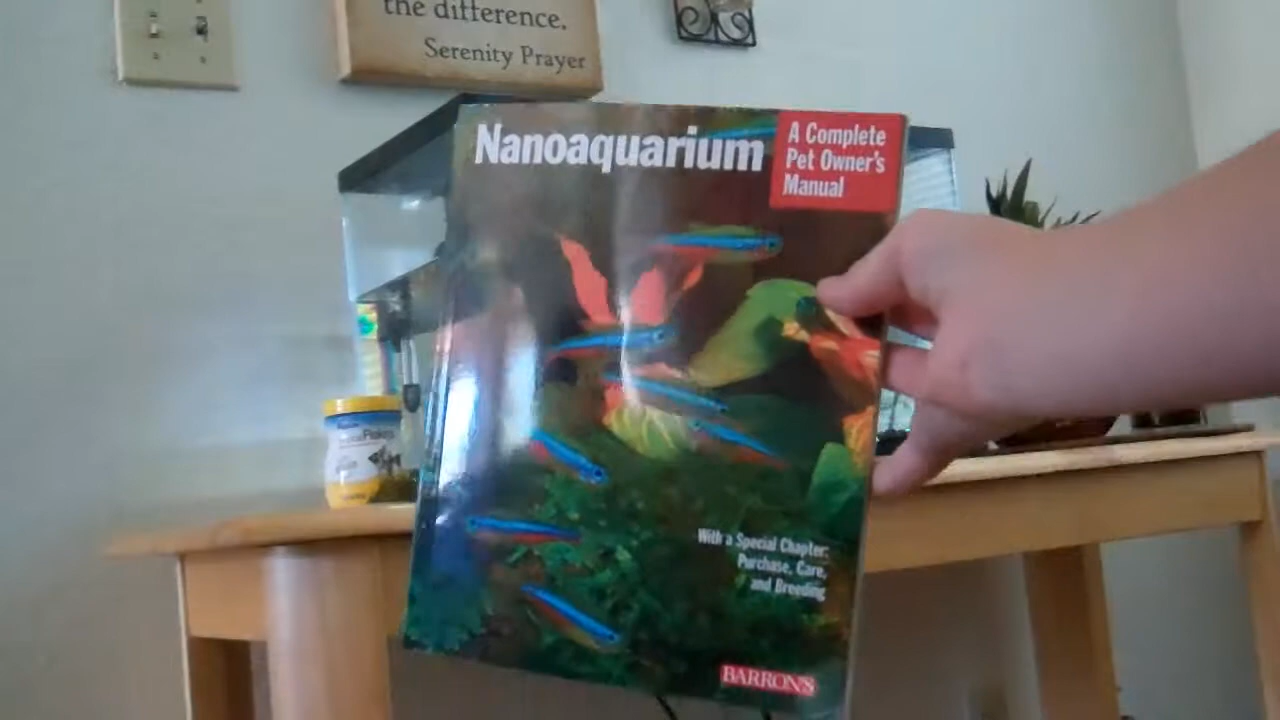 the difference.
Serenity Prayer
Nanoaquarium
A Complete
Pet Owner's
Manual
With a Special Chapter:
Purchase, Care,
and Breeding
BARRON'S